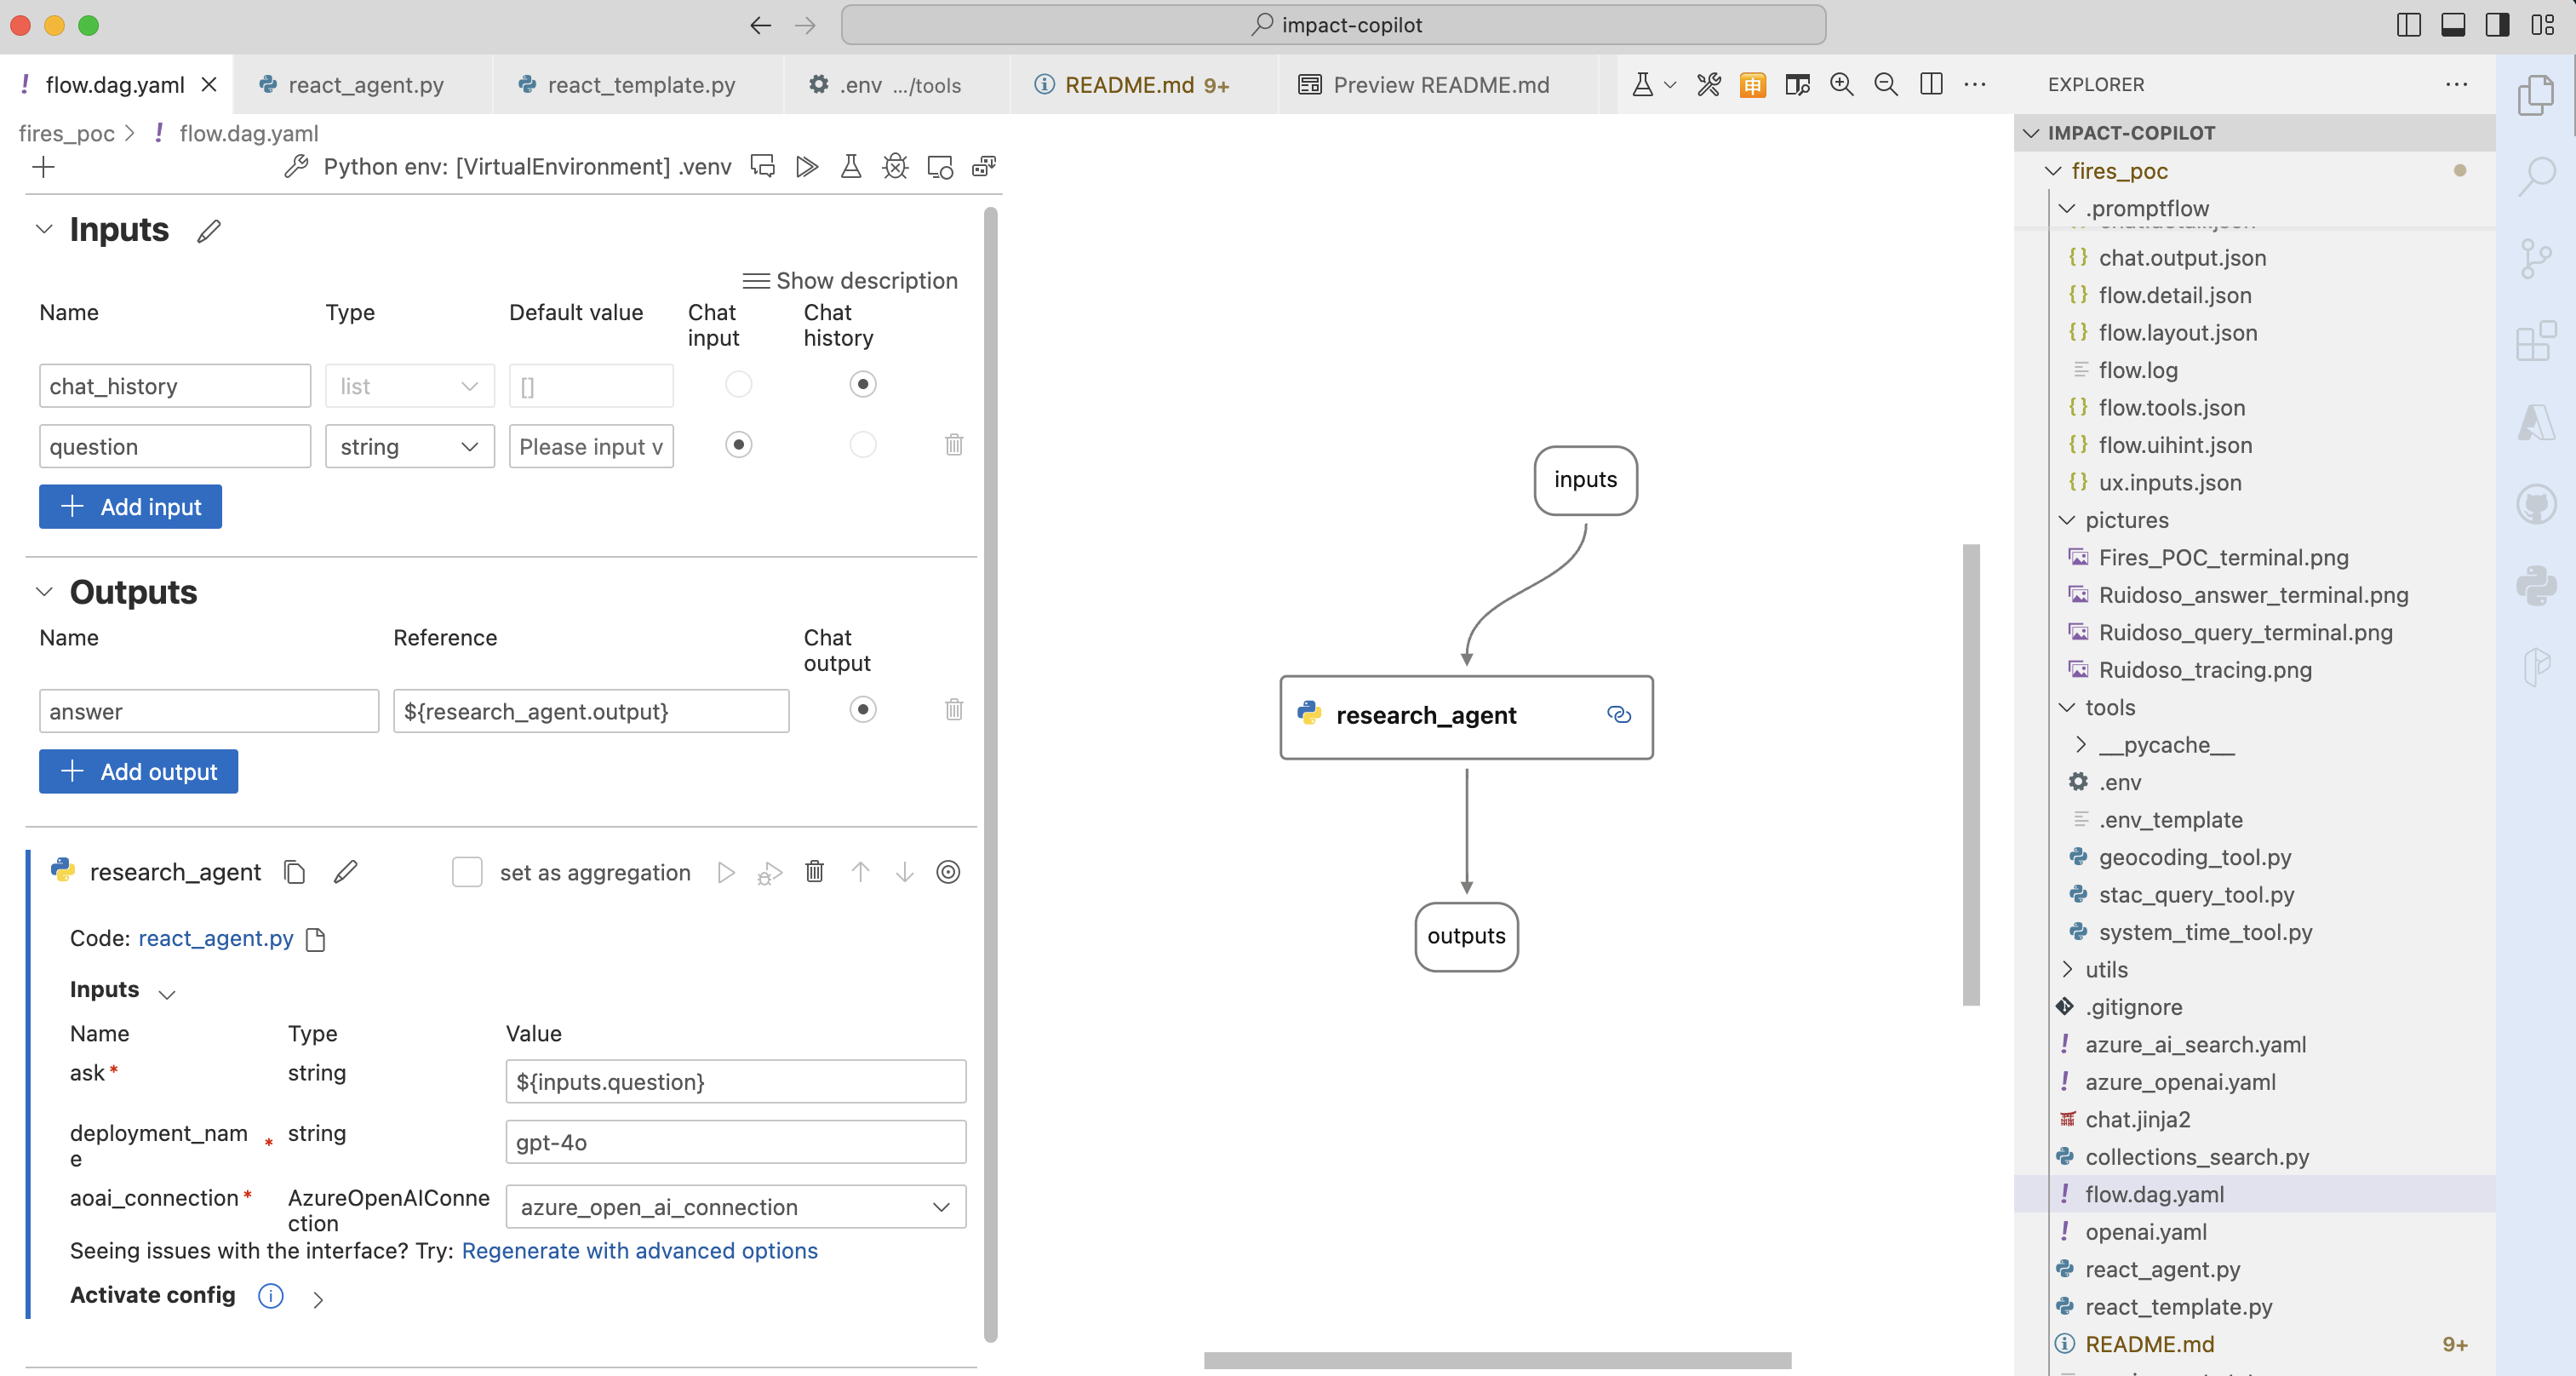 impact-copilot
flow.dag.yaml
react_agent.py
react_template.py
.env .../tools
README.md 9+
Preview README.md
EXPLORER
fires_poc > ! flow.dag.yaml
Python env: [VirtualEnvironment] .venv
Inputs
Show description
Name Type Default value Chat input Chat history
chat_history list []
question string Please input v
+ Add input
Outputs
Name Reference Chat output
answer ${research_agent.output}
+ Add output
research_agent set as aggregation
Code: react_agent.py
Inputs
Name Type Value
ask* string ${inputs.question}
deployment_name* string gpt-4o
aoai_connection* AzureOpenAIConnection azure_open_ai_connection
Seeing issues with the interface? Try: Regenerate with advanced options
Activate config
inputs
research_agent
outputs
IMPACT-COPILOT
fires_poc
.promptflow
chat.output.json
flow.detail.json
flow.layout.json
flow.log
flow.tools.json
flow.uihint.json
ux.inputs.json
pictures
Fires_POC_terminal.png
Ruidoso_answer_terminal.png
Ruidoso_query_terminal.png
Ruidoso_tracing.png
tools
__pycache__
.env
.env_template
geocoding_tool.py
stac_query_tool.py
system_time_tool.py
utils
.gitignore
azure_ai_search.yaml
azure_openai.yaml
chat.jinja2
collections_search.py
flow.dag.yaml
openai.yaml
react_agent.py
react_template.py
README.md 9+